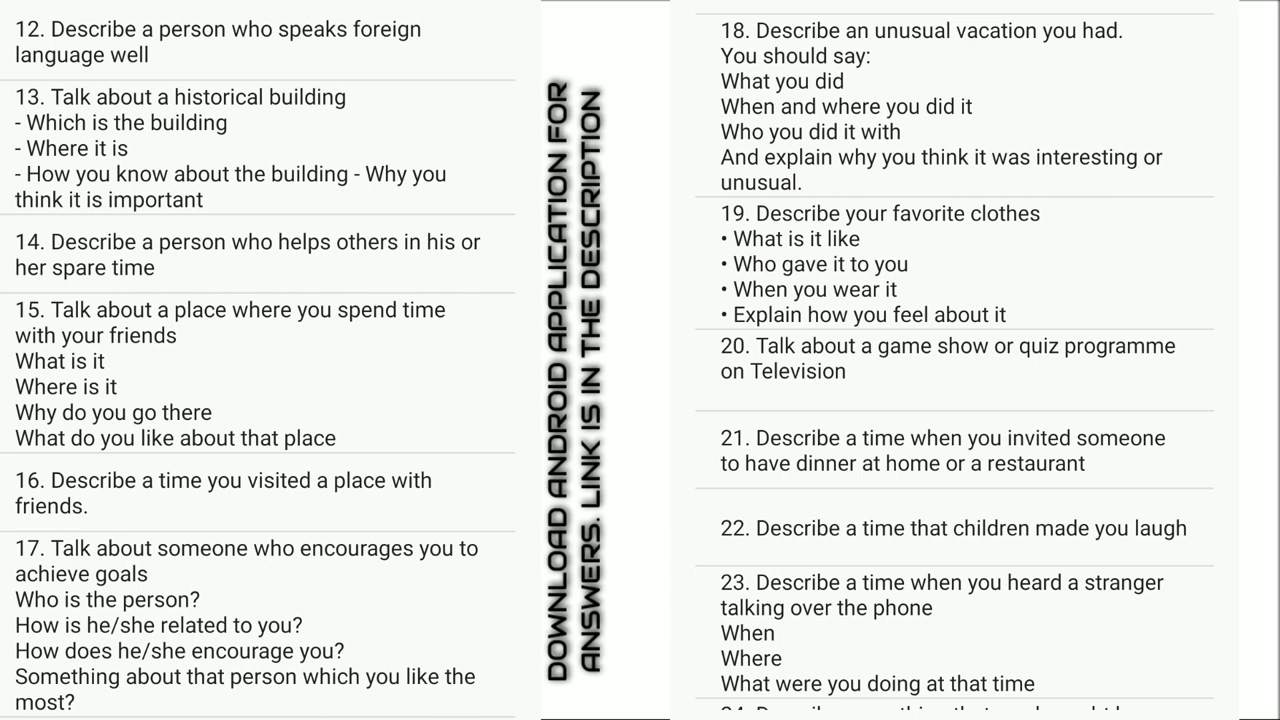 12. Describe a person who speaks foreign
language well
13. Talk about a historical building
- Which is the building
- Where it is
- How you know about the building - Why you
think it is important
14. Describe a person who helps others in his or
her spare time
15. Talk about a place where you spend time
with your friends
What is it
Where is it
Why do you go there
What do you like about that place
16. Describe a time you visited a place with
friends.
17. Talk about someone who encourages you to
achieve goals
Who is the person?
How is he/she related to you?
How does he/she encourage you?
Something about that person which you like the
most?
DOWNLOAD ANDROID APPLICATION FOR
ANSWERS. LINK IS IN THE DESCRIPTION
18. Describe an unusual vacation you had.
You should say:
What you did
When and where you did it
Who you did it with
And explain why you think it was interesting or
unusual.
19. Describe your favorite clothes
• What is it like
• Who gave it to you
• When you wear it
• Explain how you feel about it
20. Talk about a game show or quiz programme
on Television
21. Describe a time when you invited someone
to have dinner at home or a restaurant
22. Describe a time that children made you laugh
23. Describe a time when you heard a stranger
talking over the phone
When
Where
What were you doing at that time